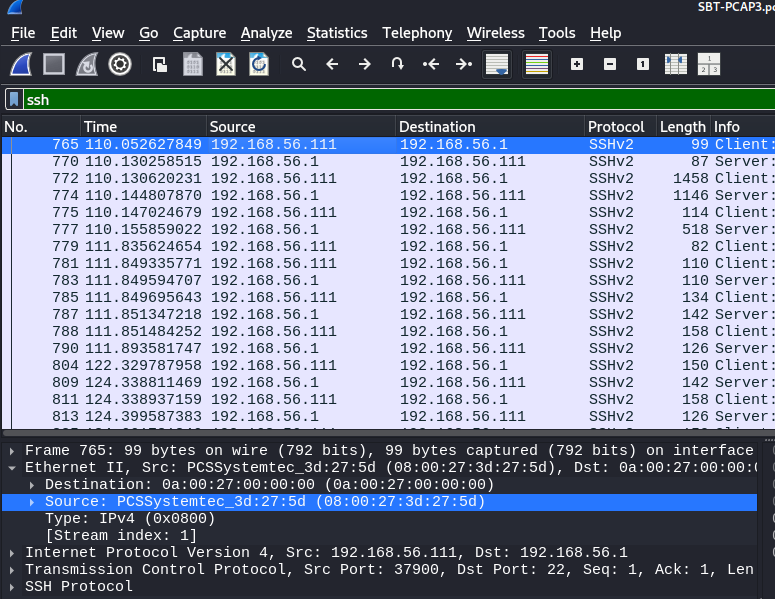 SBT-PCAP3.pc
File Edit View Go Capture Analyze Statistics Telephony Wireless Tools Help
ssh
No. Time Source Destination Protocol Length Info
765 110.052627849 192.168.56.111 192.168.56.1 SSHv2 99 Client:
770 110.130258515 192.168.56.1 192.168.56.111 SSHv2 87 Server:
772 110.130620231 192.168.56.111 192.168.56.1 SSHv2 1458 Client:
774 110.144807870 192.168.56.1 192.168.56.111 SSHv2 1146 Server:
775 110.147024679 192.168.56.111 192.168.56.1 SSHv2 114 Client:
777 110.155859022 192.168.56.1 192.168.56.111 SSHv2 518 Server:
779 111.835624654 192.168.56.111 192.168.56.1 SSHv2 82 Client:
781 111.849335771 192.168.56.111 192.168.56.1 SSHv2 110 Client:
783 111.849594707 192.168.56.1 192.168.56.111 SSHv2 110 Server:
785 111.849695643 192.168.56.111 192.168.56.1 SSHv2 134 Client:
787 111.851347218 192.168.56.1 192.168.56.111 SSHv2 142 Server:
788 111.851484252 192.168.56.111 192.168.56.1 SSHv2 158 Client:
790 111.893581747 192.168.56.1 192.168.56.111 SSHv2 126 Server:
804 122.329787958 192.168.56.111 192.168.56.1 SSHv2 150 Client:
809 124.338811469 192.168.56.1 192.168.56.111 SSHv2 142 Server:
811 124.338937159 192.168.56.111 192.168.56.1 SSHv2 158 Client:
813 124.399587383 192.168.56.1 192.168.56.111 SSHv2 126 Server:
Frame 765: 99 bytes on wire (792 bits), 99 bytes captured (792 bits) on interface
Ethernet II, Src: PCSSystemtec_3d:27:5d (08:00:27:3d:27:5d), Dst: 0a:00:27:00:00:0
Destination: 0a:00:27:00:00:00 (0a:00:27:00:00:00)
Source: PCSSystemtec_3d:27:5d (08:00:27:3d:27:5d)
Type: IPv4 (0x0800)
[Stream index: 1]
Internet Protocol Version 4, Src: 192.168.56.111, Dst: 192.168.56.1
Transmission Control Protocol, Src Port: 37900, Dst Port: 22, Seq: 1, Ack: 1, Len
SSH Protocol